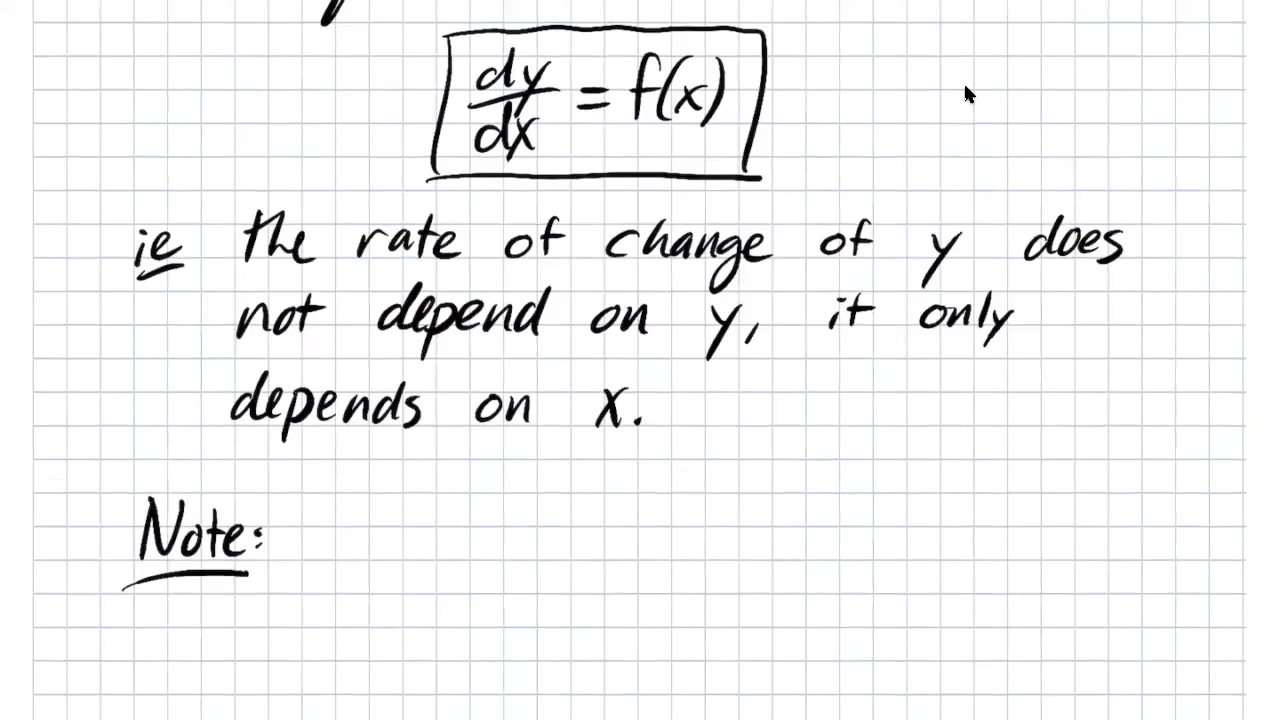 dy/dx = f(x)
ie the rate of change of y does
not depend on y, it only
depends on x.
Note: